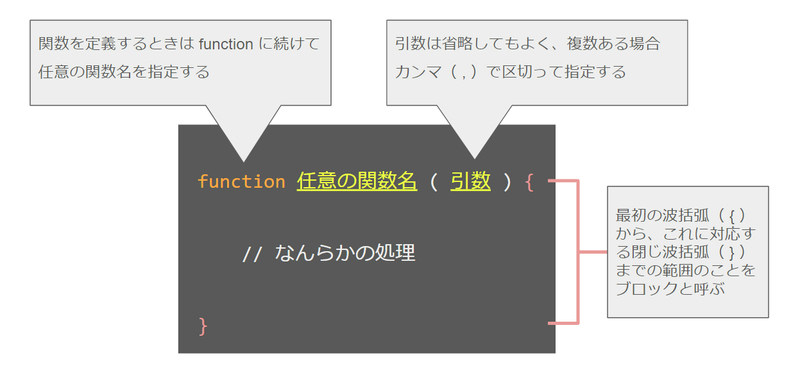 関数を定義するときは function に続けて
任意の関数名を指定する
引数は省略してもよく、複数ある場合
カンマ（ , ）で区切って指定する
function 任意の関数名 ( 引数 ) {
// なんらかの処理
}
最初の波括弧（ { ）
から、これに対応す
る閉じ波括弧（ } ）
までの範囲のことを
ブロックと呼ぶ